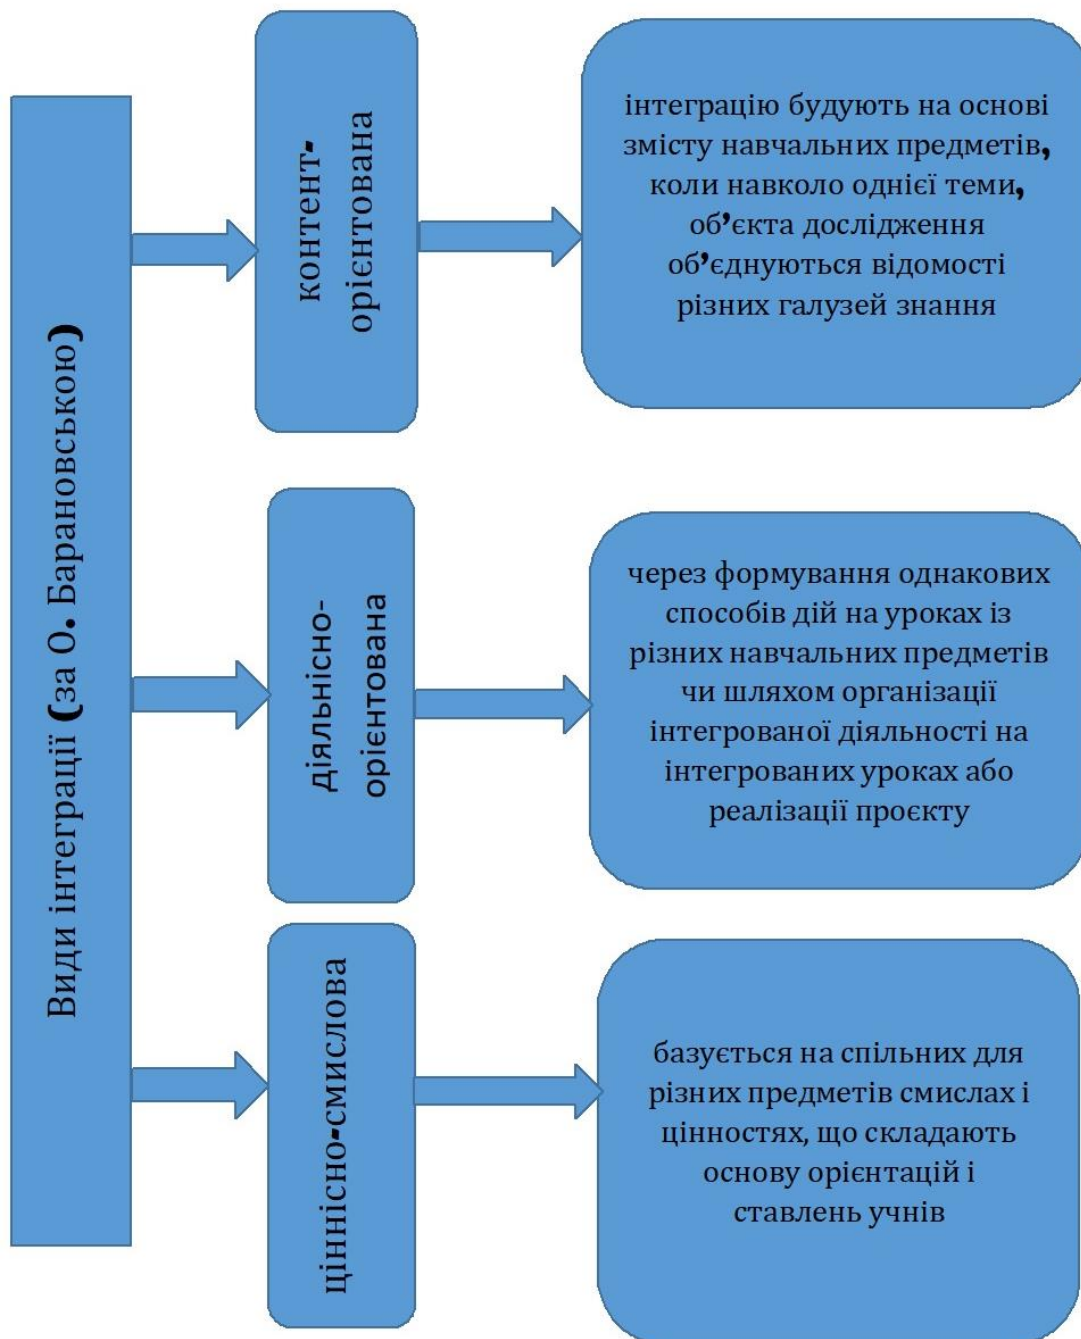 Види інтеграції (за О. Барановською)
контент-
орієнтована
інтеграцію будують на основі
змісту навчальних предметів,
коли навколо однієї теми,
об’єкта дослідження
об’єднуються відомості
різних галузей знання
діяльнісно-
орієнтована
через формування однакових
способів дій на уроках із
різних навчальних предметів
чи шляхом організації
інтегрованої діяльності на
інтегрованих уроках або
реалізації проєкту
ціннісно-смислова
базується на спільних для
різних предметів смислах і
цінностях, що складають
основу орієнтацій і
ставлень учнів